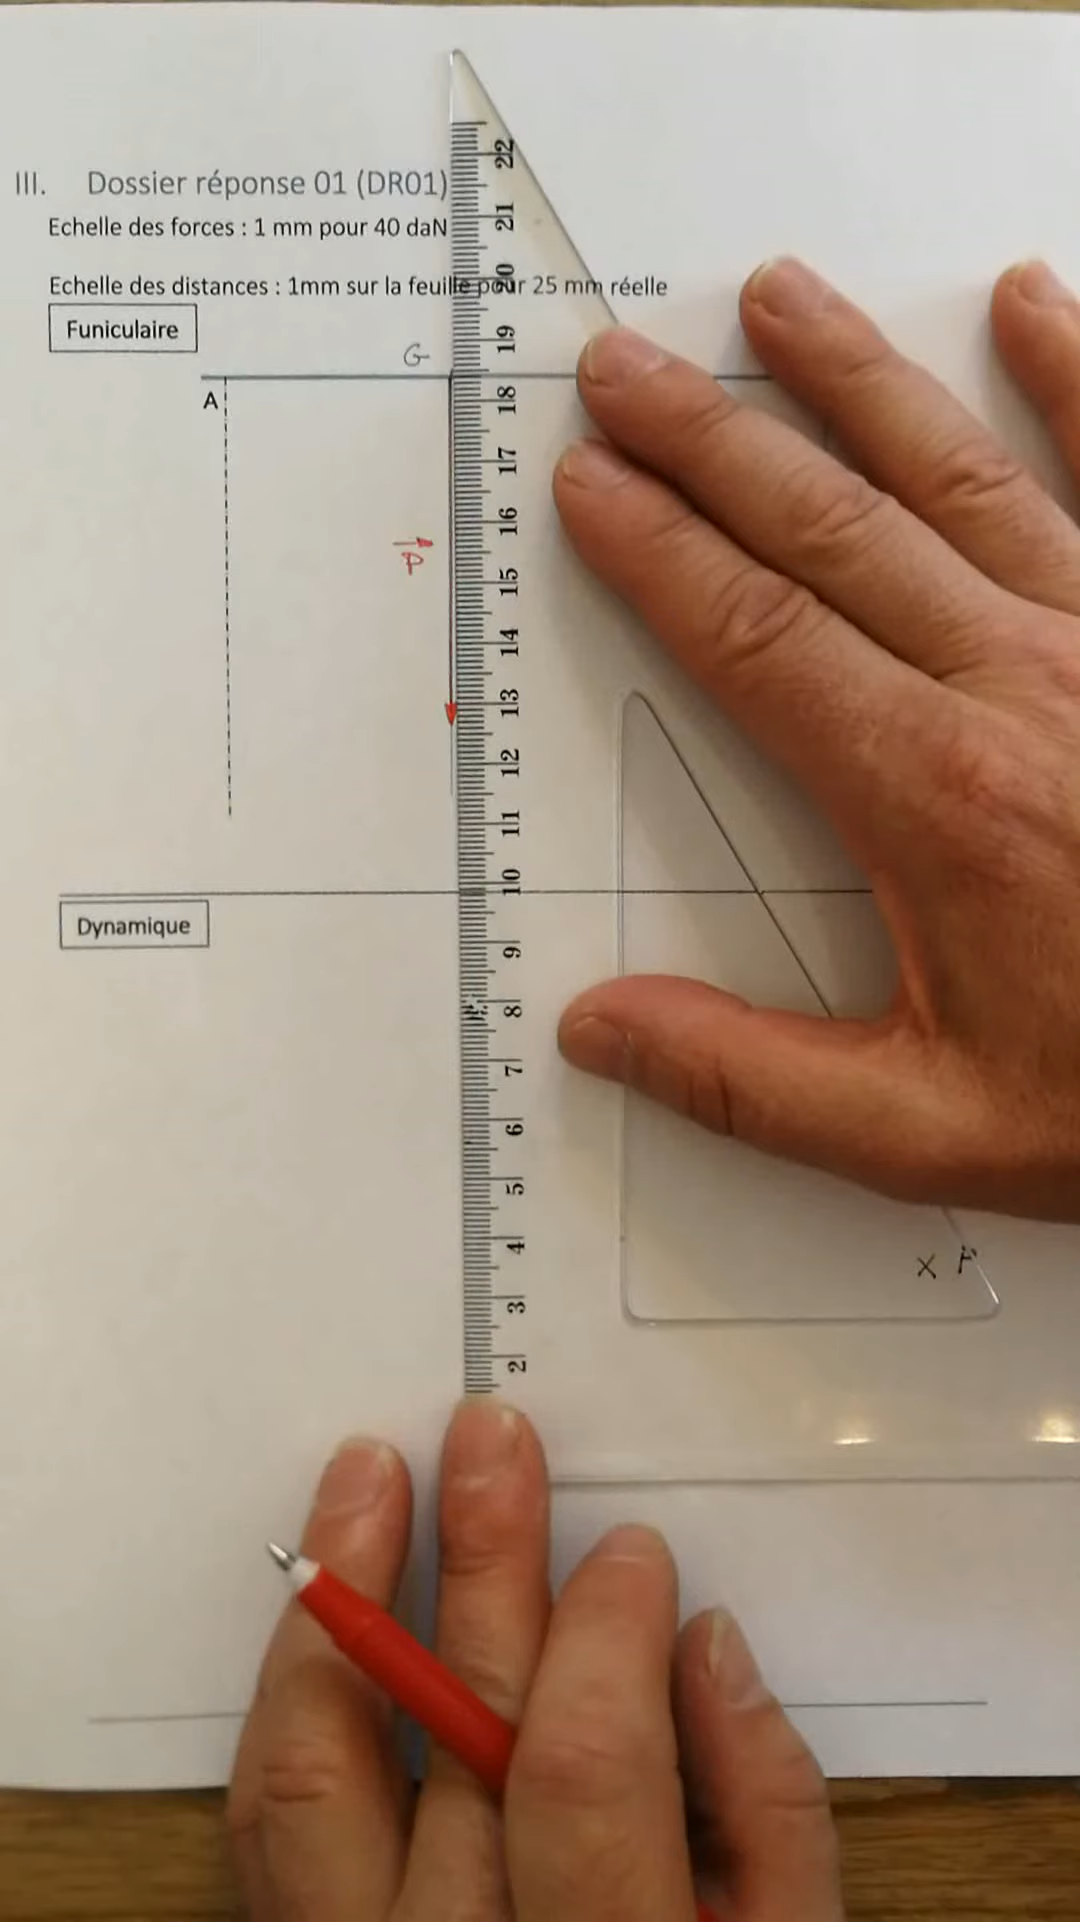 III. Dossier réponse 01 (DR01)
Echelle des forces : 1 mm pour 40 daN
Echelle des distances : 1mm sur la feuille pour 25 mm réelle
Funiculaire
G
A
Dynamique
X
22
21
20
19
18
17
16
15
14
13
12
11
10
9
8
7
6
5
4
3
2